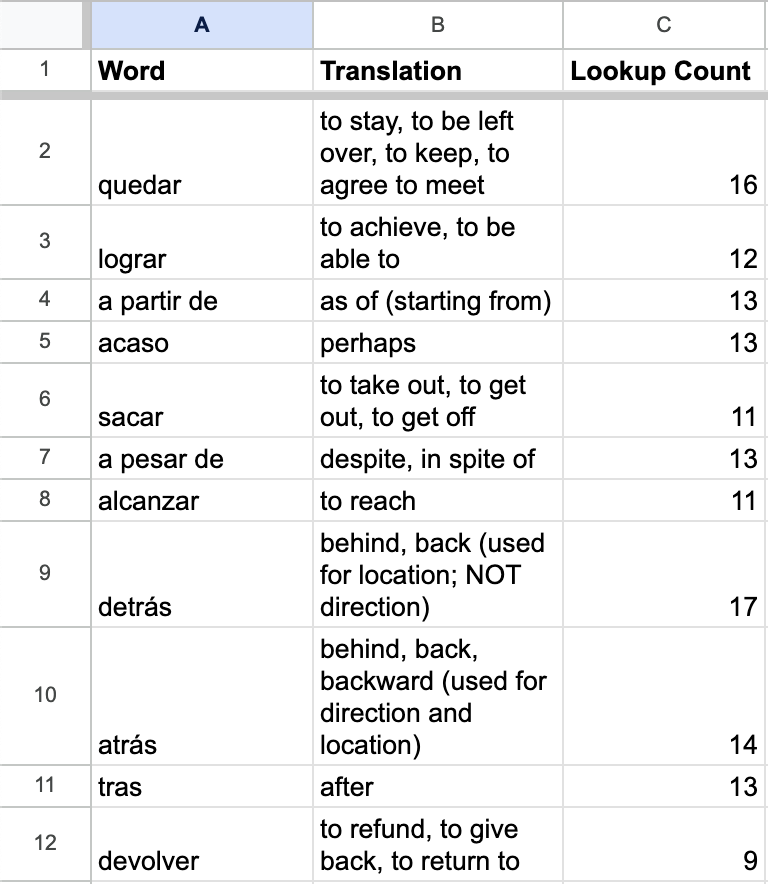 A B C
1 Word Translation Lookup Count
to stay, to be left
2 over, to keep, to
quedar agree to meet 16
3 to achieve, to be
lograr able to 12
4 a partir de as of (starting from) 13
5 acaso perhaps 13
to take out, to get
6 sacar out, to get off 11
7 a pesar de despite, in spite of 13
8 alcanzar to reach 11
behind, back (used
9 for location; NOT
detrás direction) 17
behind, back,
10 backward (used for
direction and
atrás location) 14
11 tras after 13
12 to refund, to give
devolver back, to return to 9